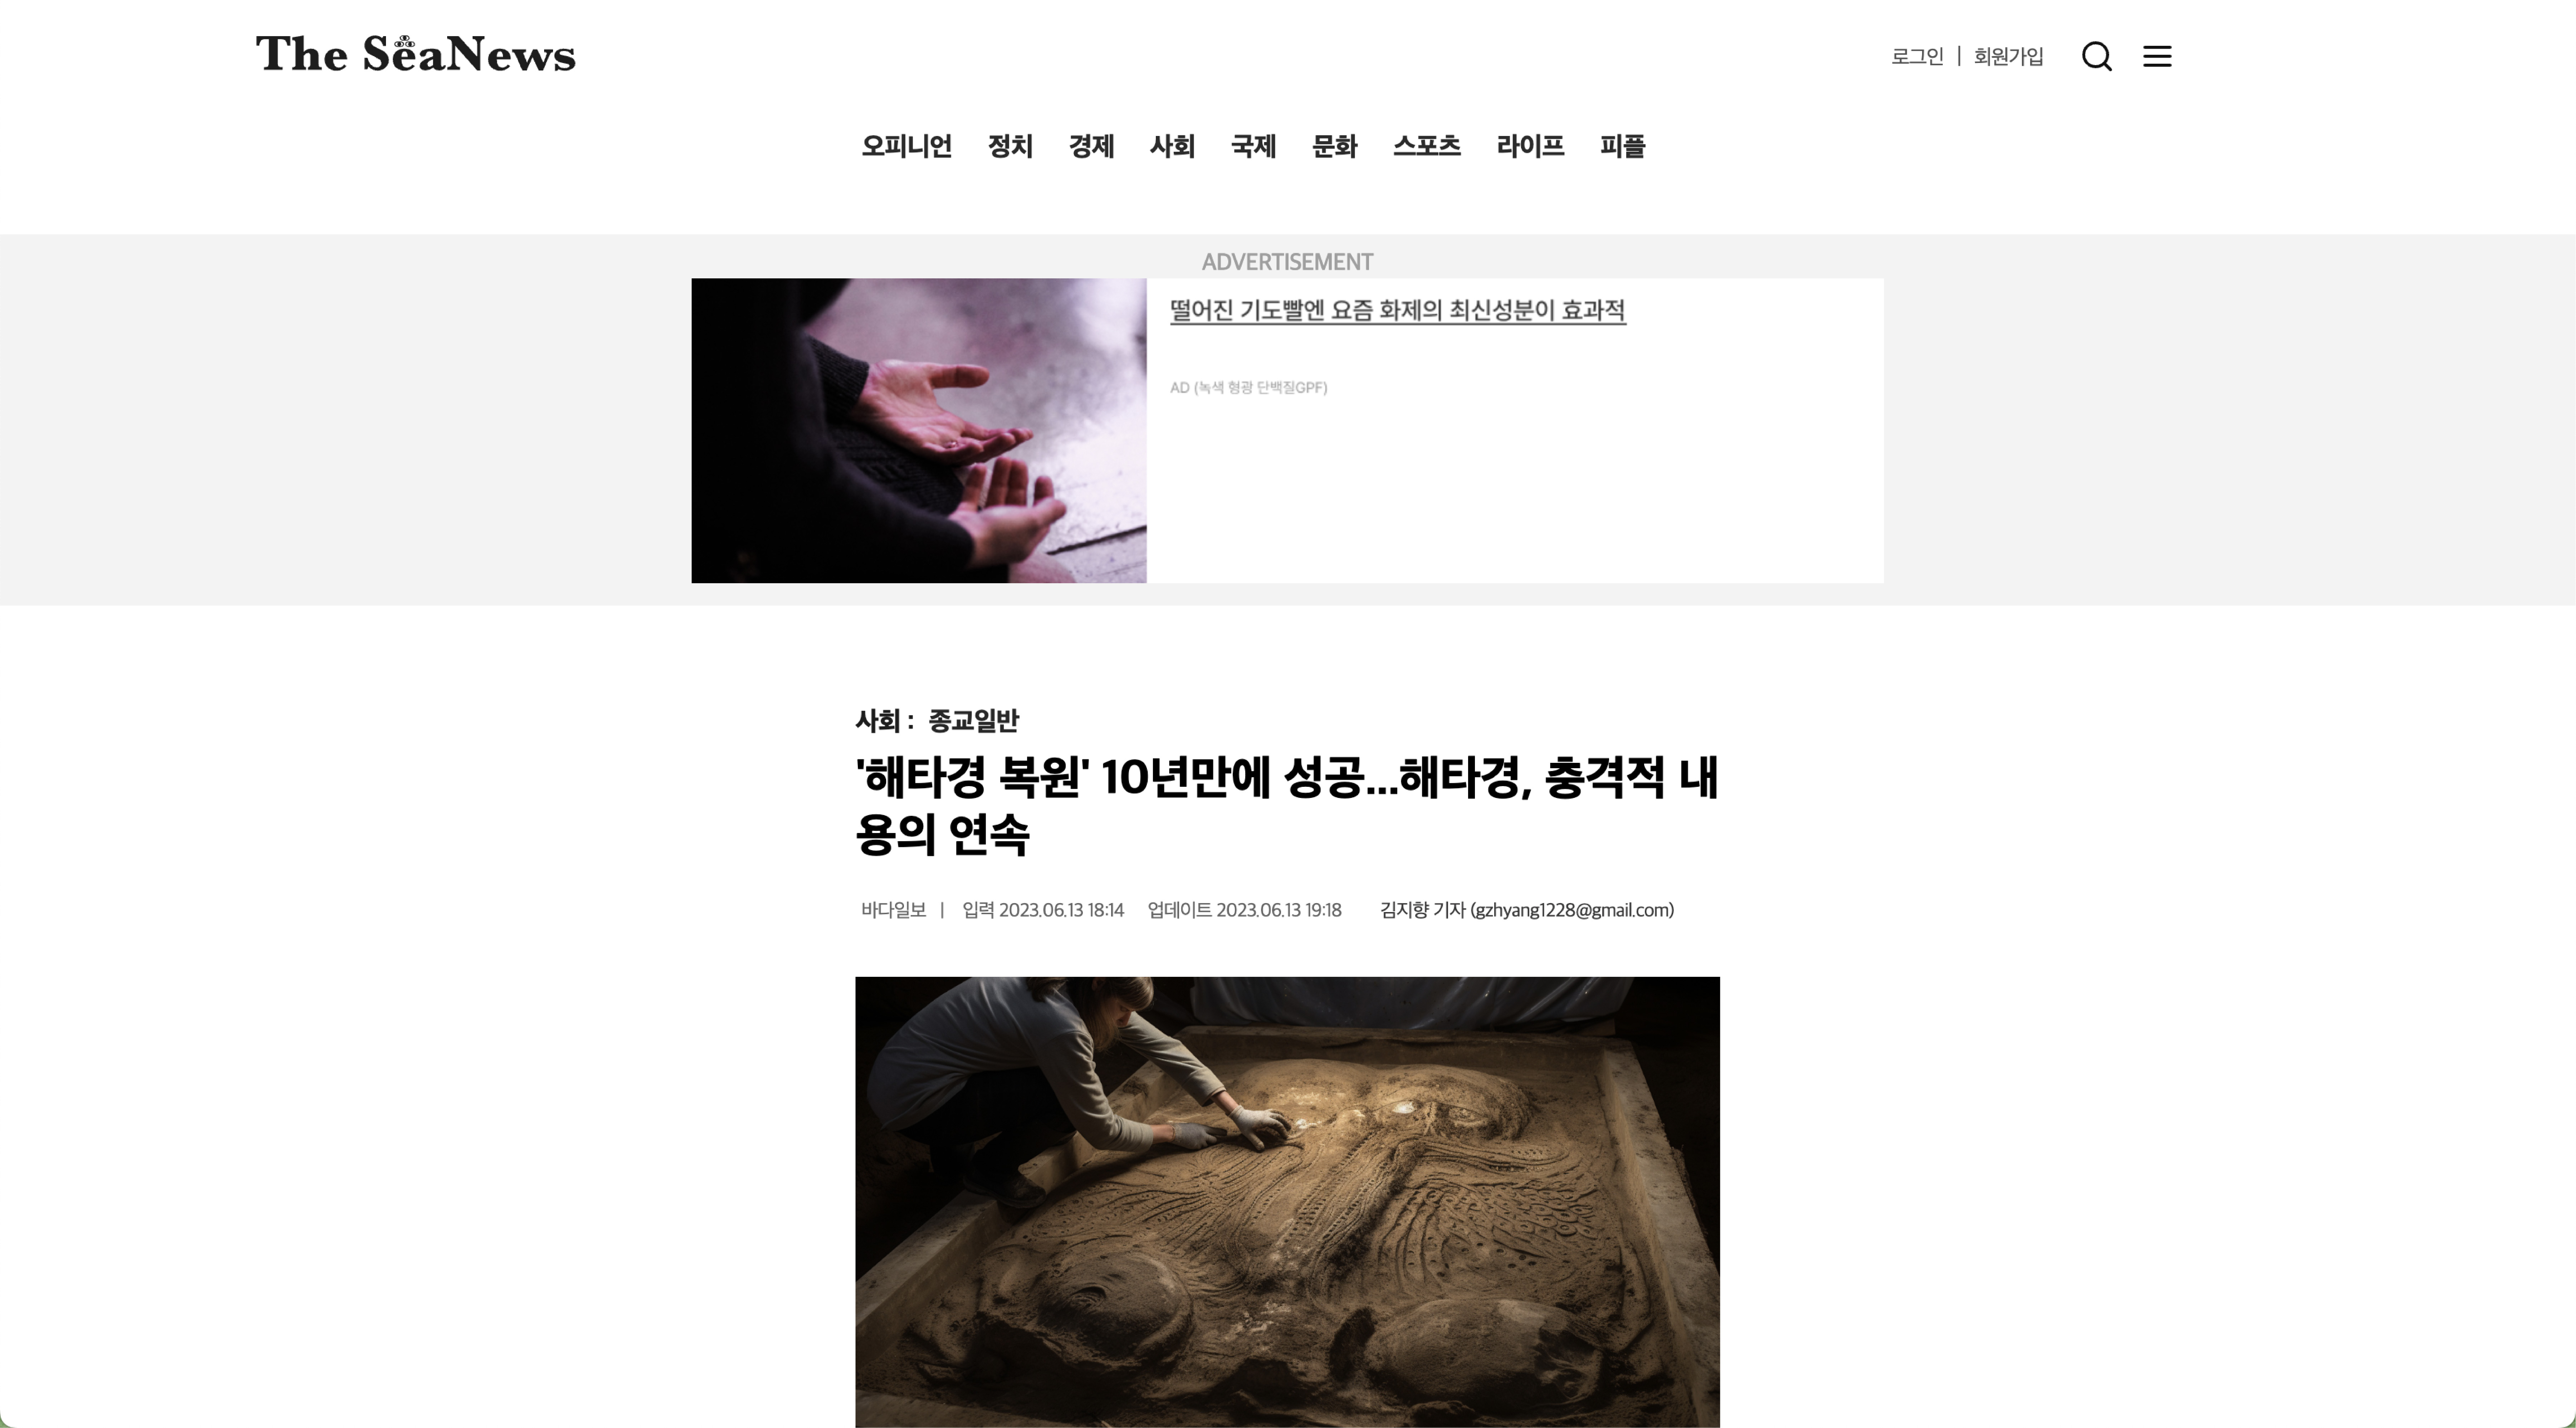 The SeaNews
로그인 | 회원가입
오피니언 정치 경제 사회 국제 문화 스포츠 라이프 피플
ADVERTISEMENT
떨어진 기도빨엔 요즘 화제의 최신성분이 효과적
AD (녹색 형광 단백질GPF)
사회 : 종교일반
'해타경 복원' 10년만에 성공...해타경, 충격적 내
용의 연속
바다일보 | 입력 2023.06.13 18:14 업데이트 2023.06.13 19:18 김지향 기자 (gzhyang1228@gmail.com)